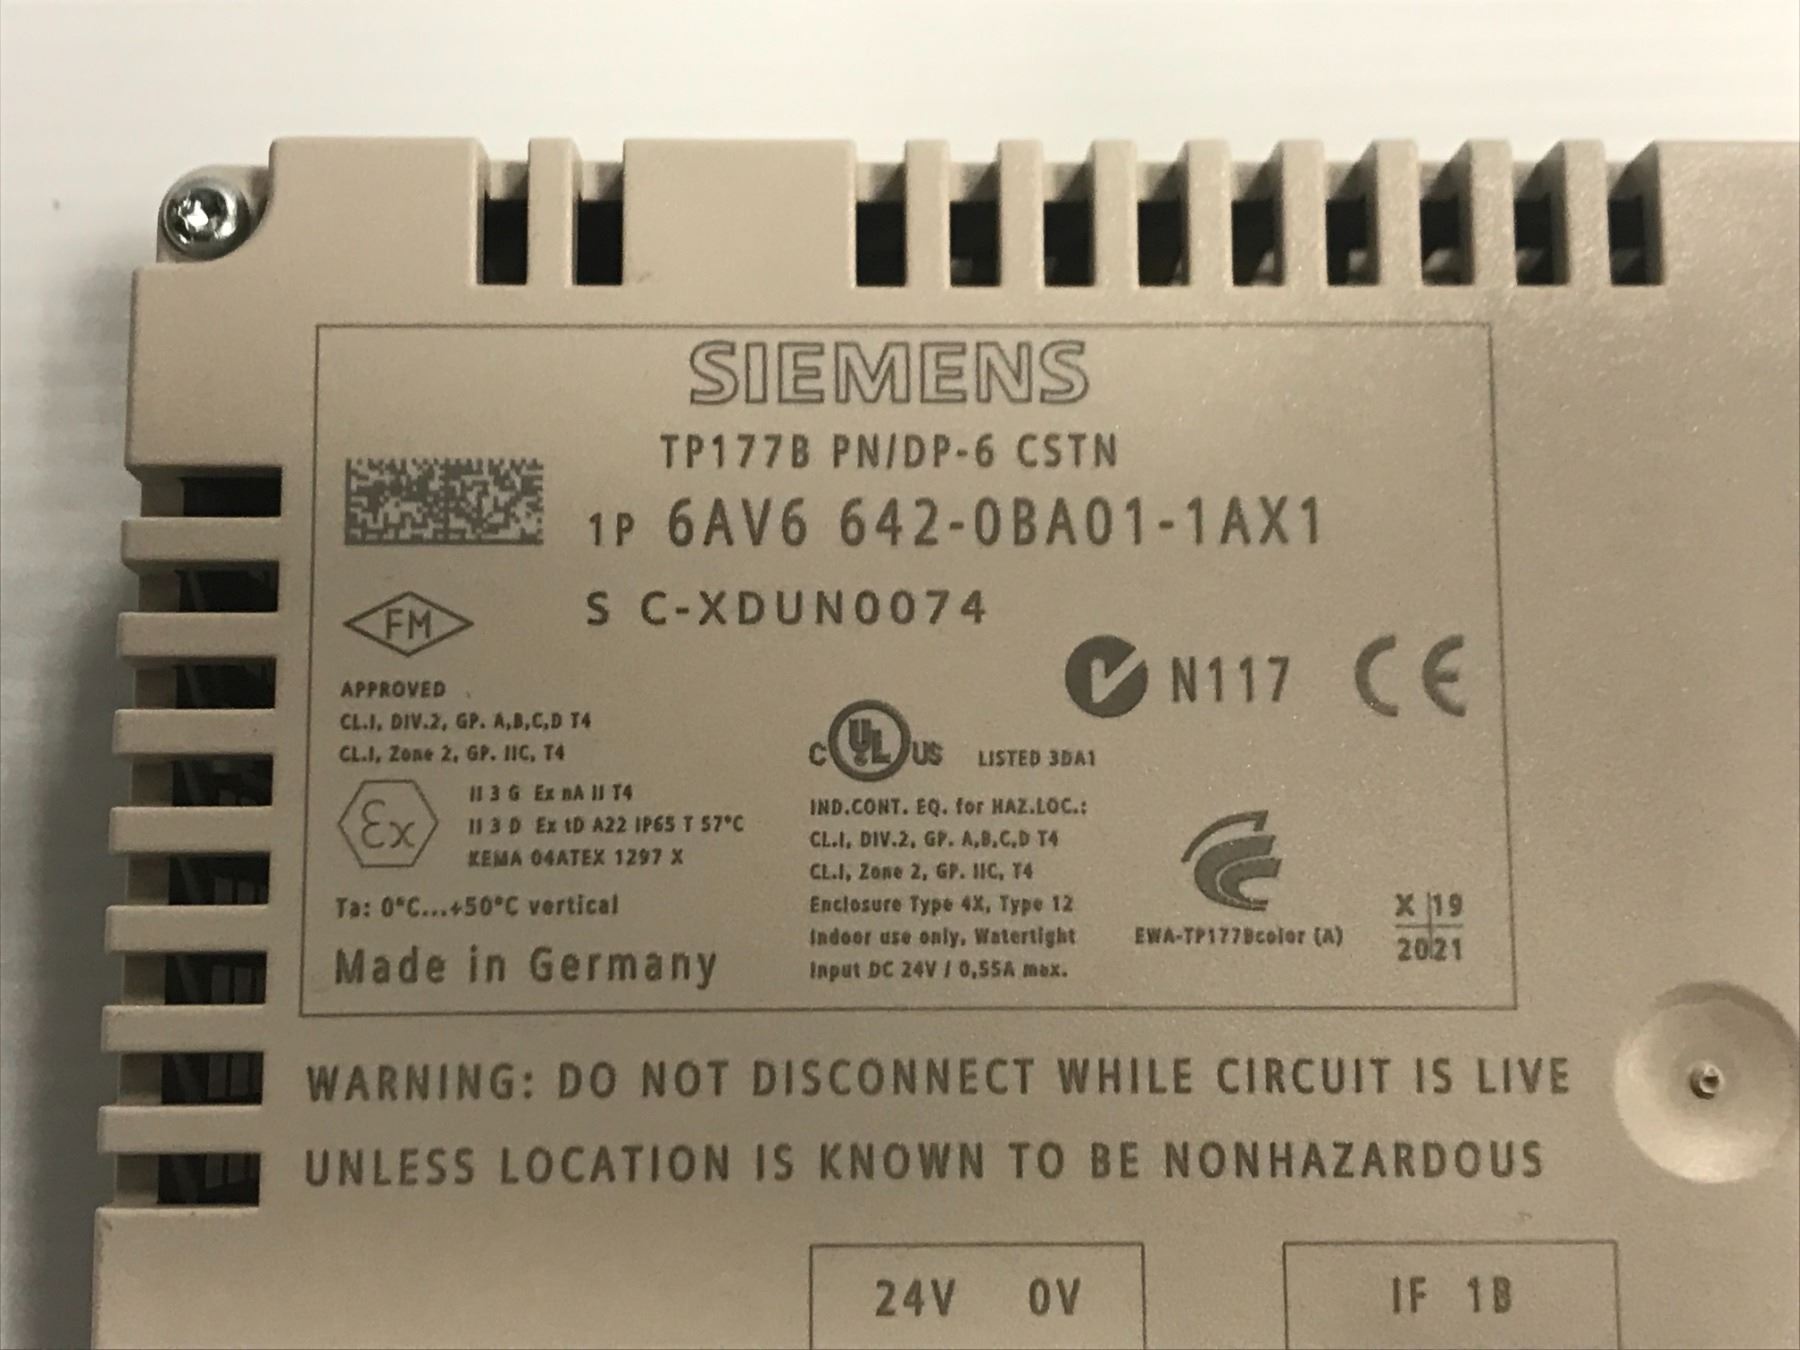 SIEMENS
TP177B PN/DP-6 CSTN
1P 6AV6 642-0BA01-1AX1
S C-XDUN0074
FM
N117 CE
APPROVED
CL.I, DIV.2, GP. A,B,C,D T4
CL.I, Zone 2, GP. IIC, T4
C UL US LISTED 3DA1
Ex
II 3 G Ex nA II T4
II 3 D Ex tD A22 IP65 T 57°C
KEMA 04ATEX 1297 X
IND.CONT. EQ. for HAZ.LOC.:
CL.I, DIV.2, GP. A,B,C,D T4
CL.I, Zone 2, GP. IIC, T4
Enclosure Type 4X, Type 12
Indoor use only, Watertight
Input DC 24V / 0,55A max.
Ta: 0°C...+50°C vertical
Made in Germany
EWA-TP177Bcolor (A)
X 19
2021
WARNING: DO NOT DISCONNECT WHILE CIRCUIT IS LIVE
UNLESS LOCATION IS KNOWN TO BE NONHAZARDOUS
24V 0V
IF 1B